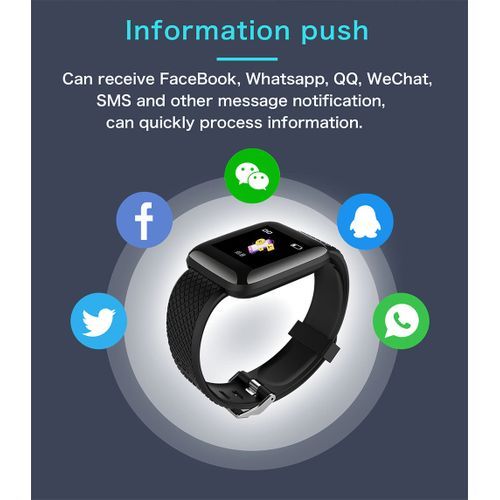 Information push
Can receive FaceBook, Whatsapp, QQ, WeChat,
SMS and other message notification,
can quickly process information.